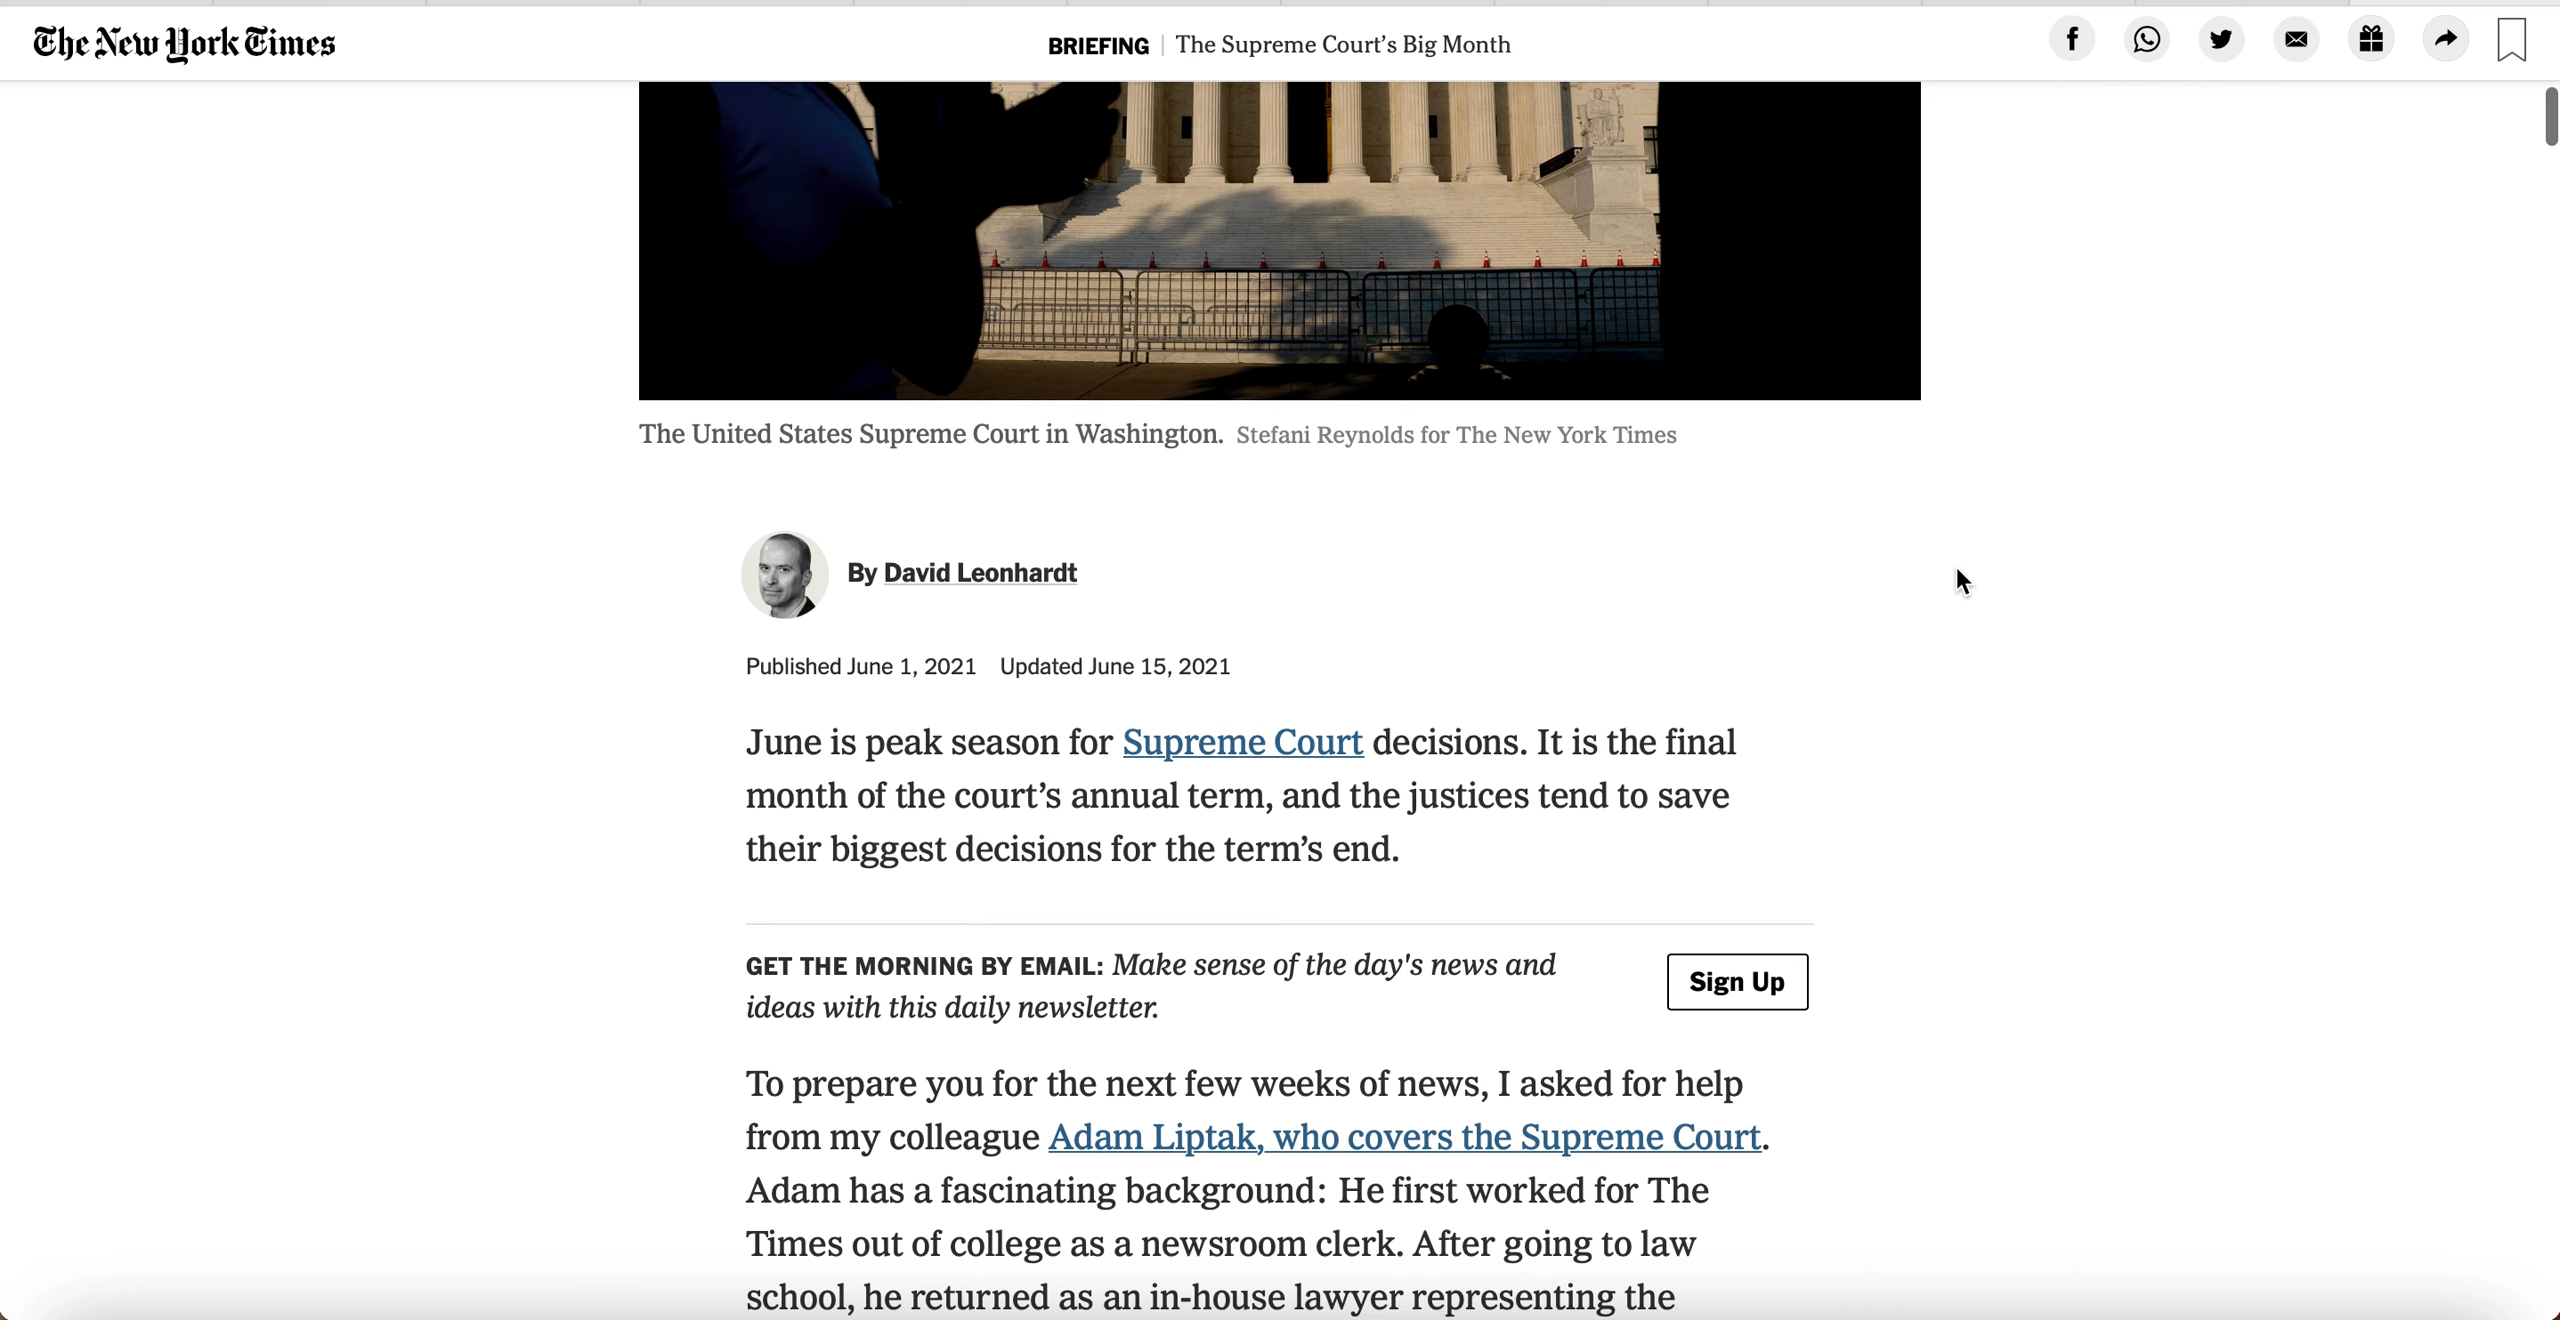 The New York Times
BRIEFING | The Supreme Court’s Big Month
The United States Supreme Court in Washington. Stefani Reynolds for The New York Times
By David Leonhardt
Published June 1, 2021 Updated June 15, 2021
June is peak season for Supreme Court decisions. It is the final
month of the court’s annual term, and the justices tend to save
their biggest decisions for the term’s end.
GET THE MORNING BY EMAIL: Make sense of the day's news and
ideas with this daily newsletter.
Sign Up
To prepare you for the next few weeks of news, I asked for help
from my colleague Adam Liptak, who covers the Supreme Court.
Adam has a fascinating background: He first worked for The
Times out of college as a newsroom clerk. After going to law
school, he returned as an in-house lawyer representing the